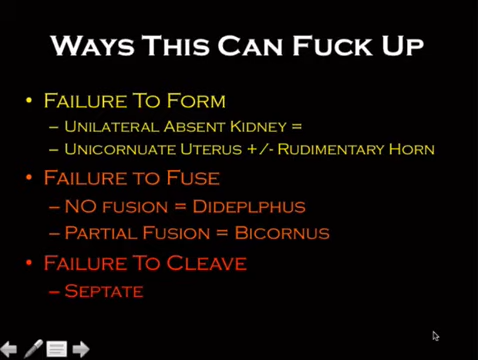 Ways This Can Fuck Up
• Failure To Form
– Unilateral Absent Kidney =
– Unicornuate Uterus +/- Rudimentary Horn
• Failure to Fuse
– NO fusion = Dideplphus
– Partial Fusion = Bicornus
• Failure To Cleave
– Septate